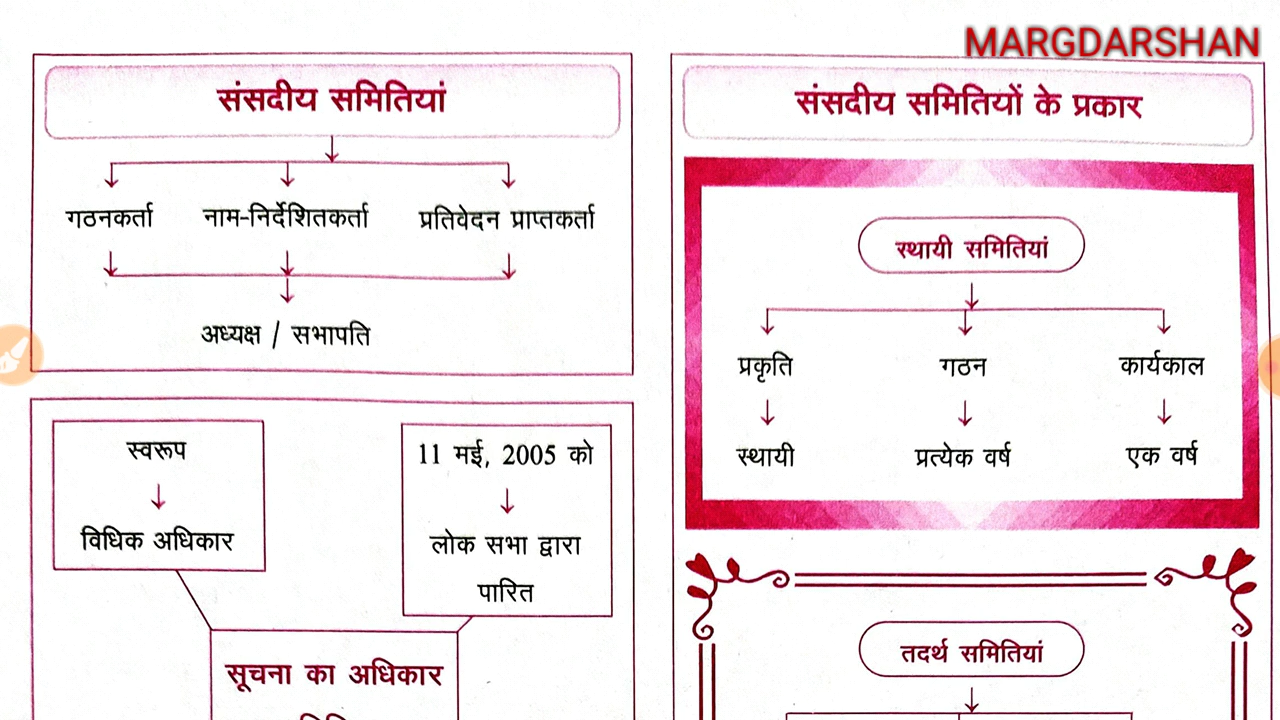 MARGDARSHAN
संसदीय समितियां
गठनकर्ता नाम-निर्देशितकर्ता प्रतिवेदन प्राप्तकर्ता
अध्यक्ष / सभापति
स्वरूप
विधिक अधिकार
11 मई, 2005 को
लोक सभा द्वारा
पारित
सूचना का अधिकार
संसदीय समितियों के प्रकार
स्थायी समितियां
प्रकृति गठन कार्यकाल
स्थायी प्रत्येक वर्ष एक वर्ष
तदर्थ समितियां